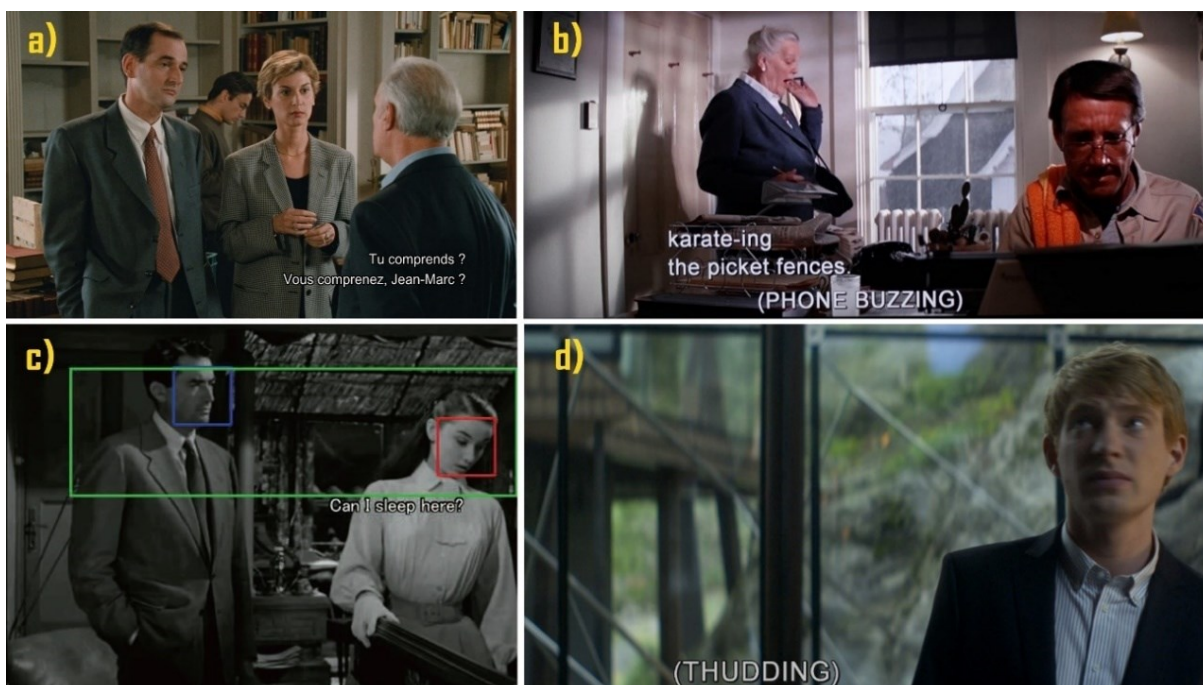 a)
Tu comprends ?
Vous comprenez, Jean-Marc ?
b)
karate-ing
the picket fences.
(PHONE BUZZING)
c)
Can I sleep here?
d)
(THUDDING)